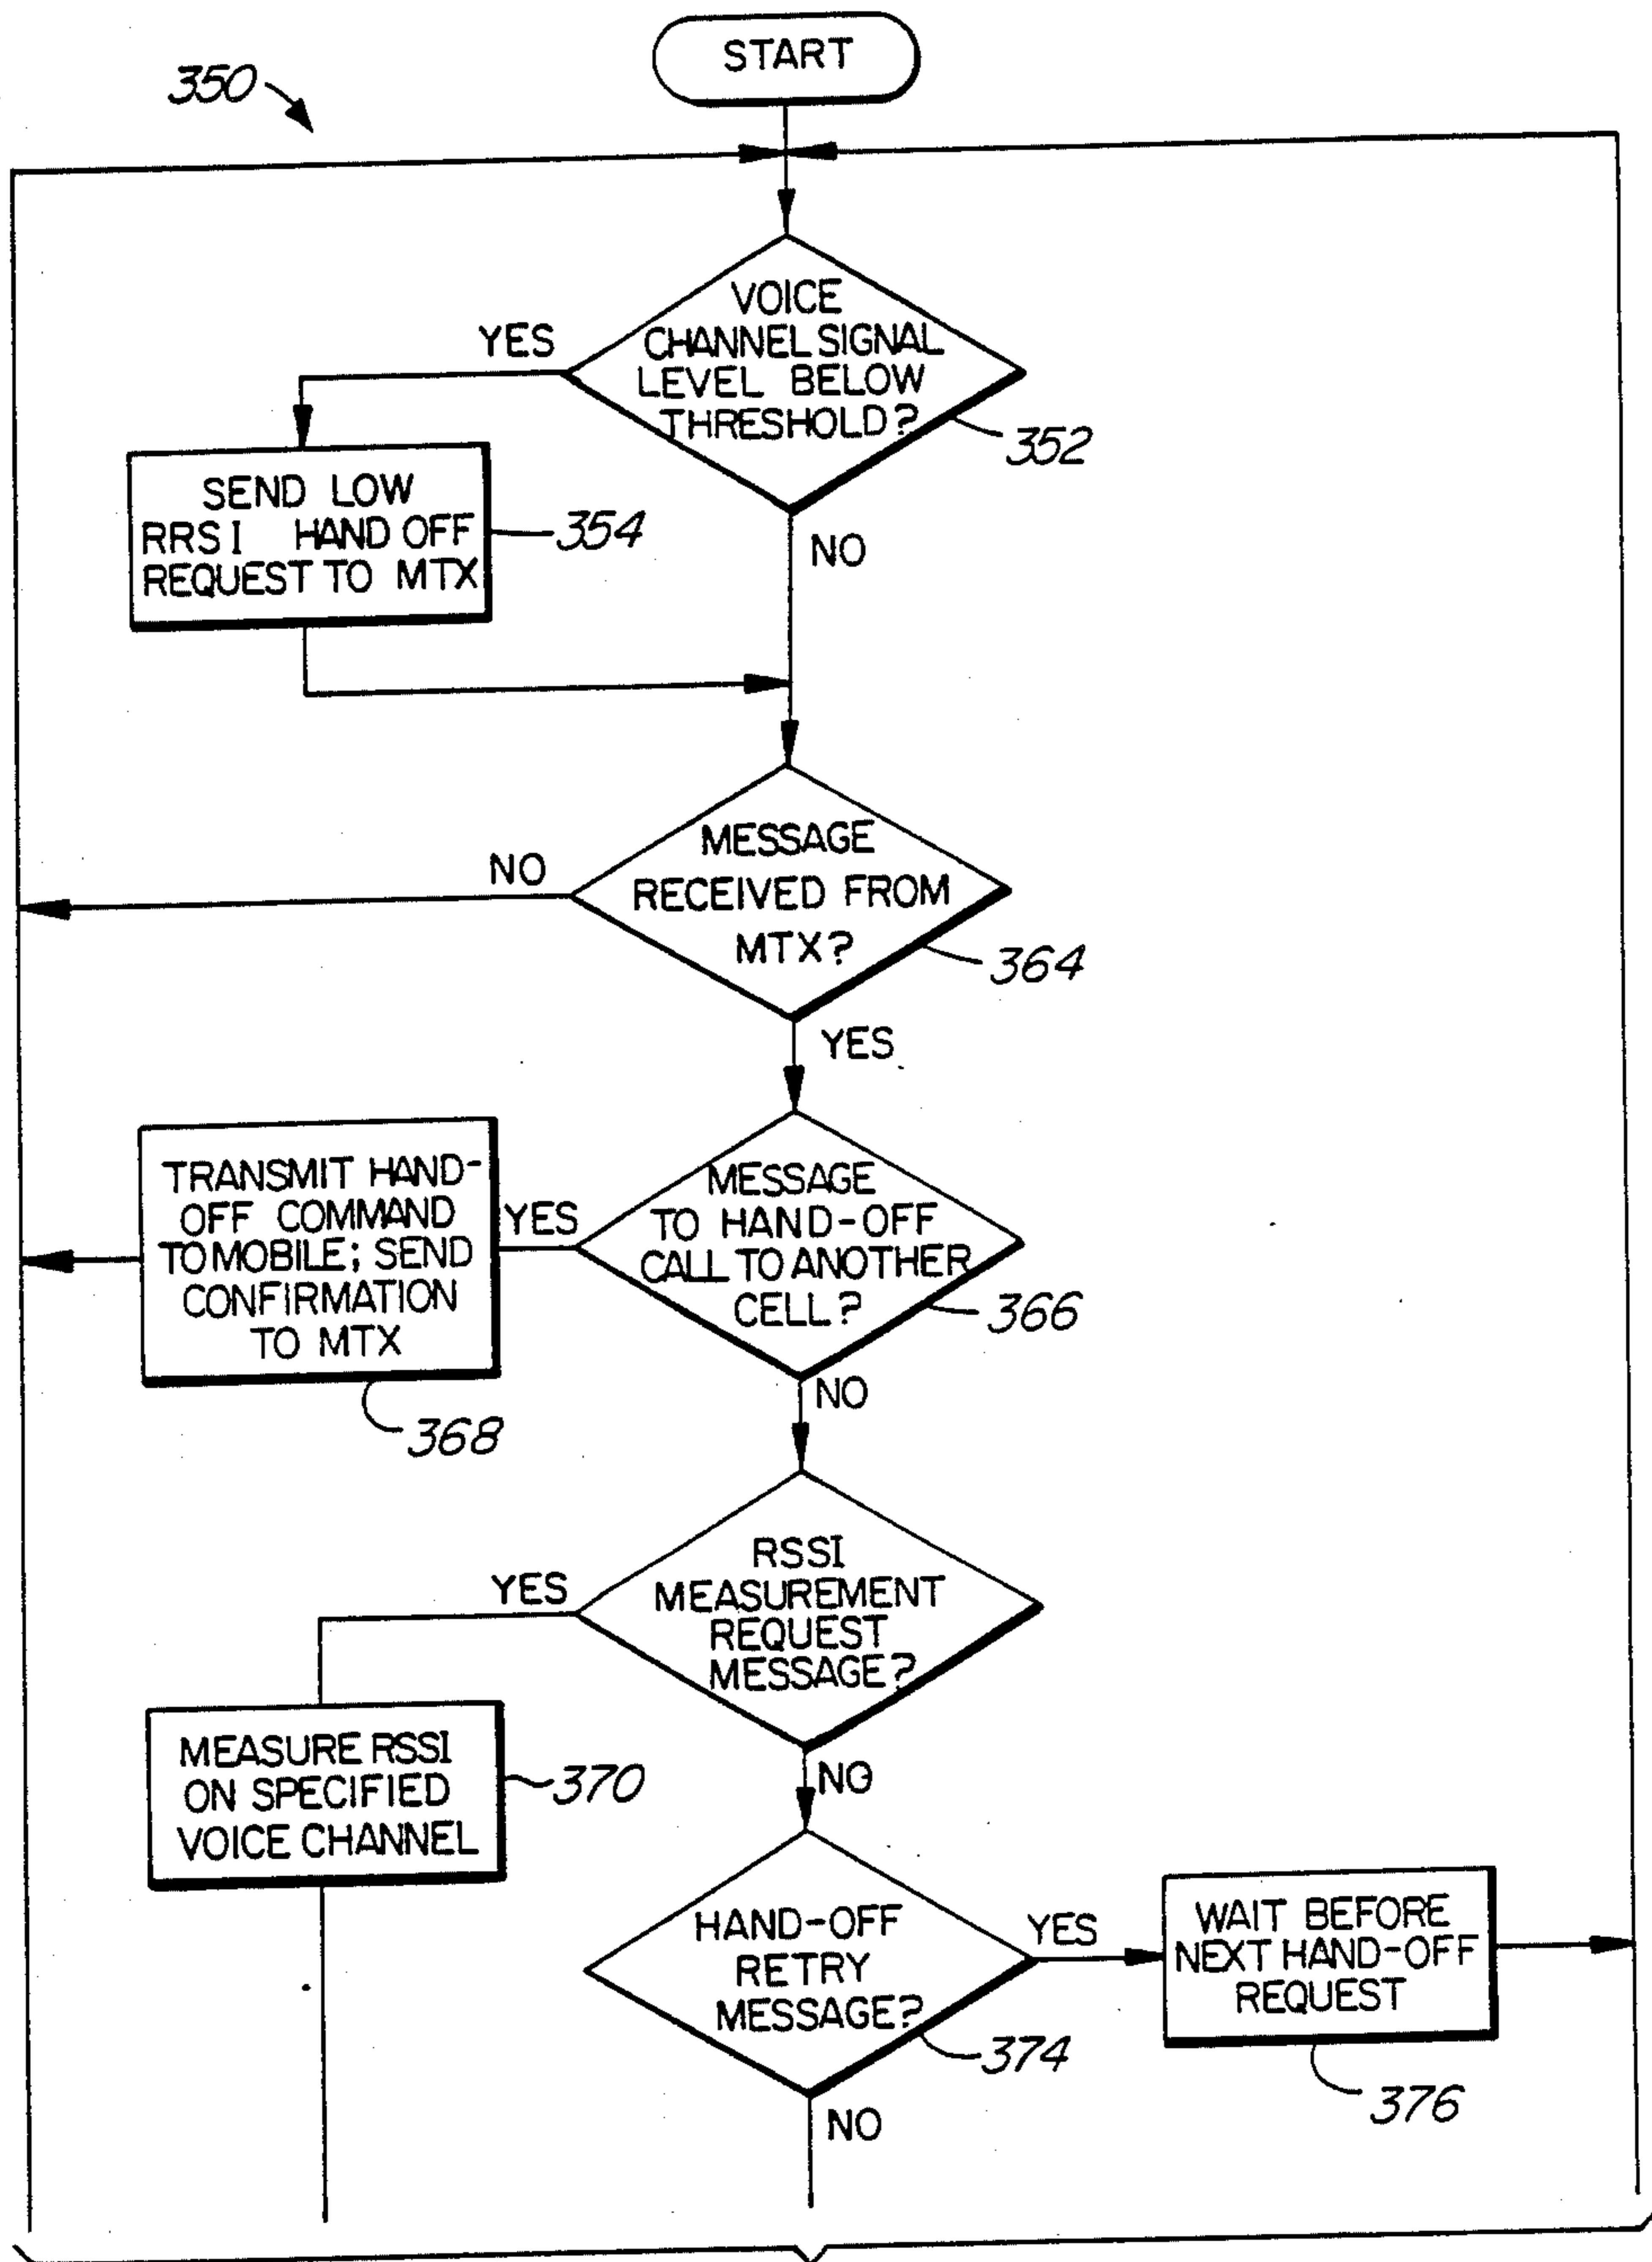 START
350
VOICE
CHANNEL SIGNAL
LEVEL BELOW
THRESHOLD?
YES
352
SEND LOW
RRSI HAND OFF
REQUEST TO MTX
354
NO
MESSAGE
RECEIVED FROM
MTX?
NO
364
YES
MESSAGE
TO HAND-OFF
CALL TO ANOTHER
CELL?
YES
366
TRANSMIT HAND-
OFF COMMAND
TO MOBILE; SEND
CONFIRMATION
TO MTX
368
NO
RSSI
MEASUREMENT
REQUEST
MESSAGE?
YES
MEASURE RSSI
ON SPECIFIED
VOICE CHANNEL
370
NO
HAND-OFF
RETRY
MESSAGE?
YES
374
WAIT BEFORE
NEXT HAND-OFF
REQUEST
376
NO